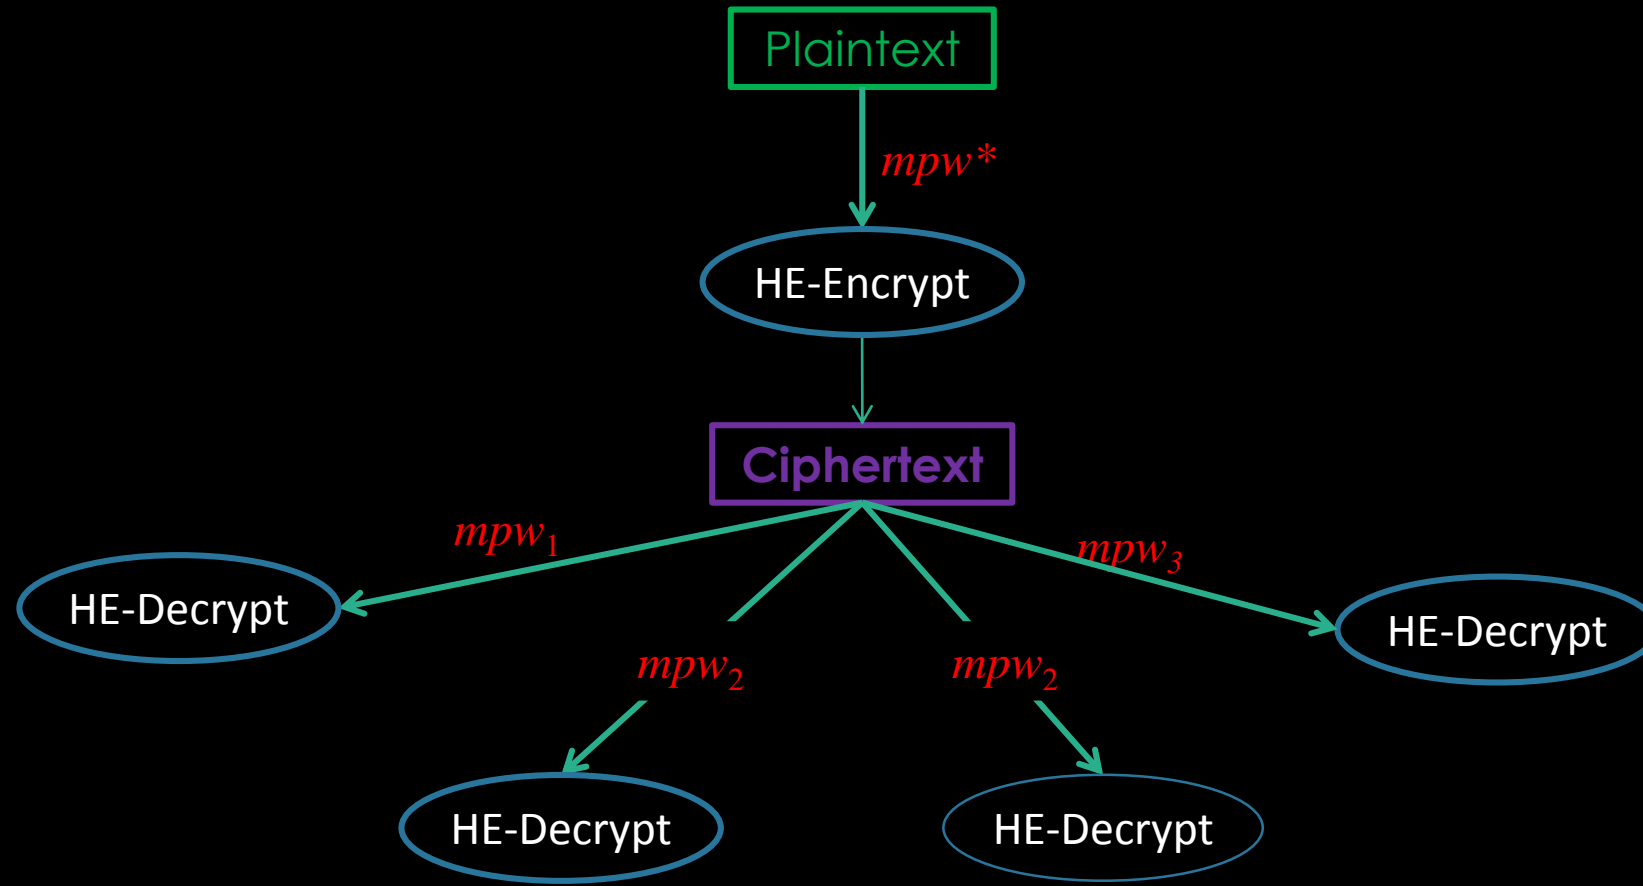 Plaintext
mpw*
HE-Encrypt
Ciphertext
mpw₁
mpw₃
HE-Decrypt
HE-Decrypt
mpw₂
mpw₂
HE-Decrypt
HE-Decrypt